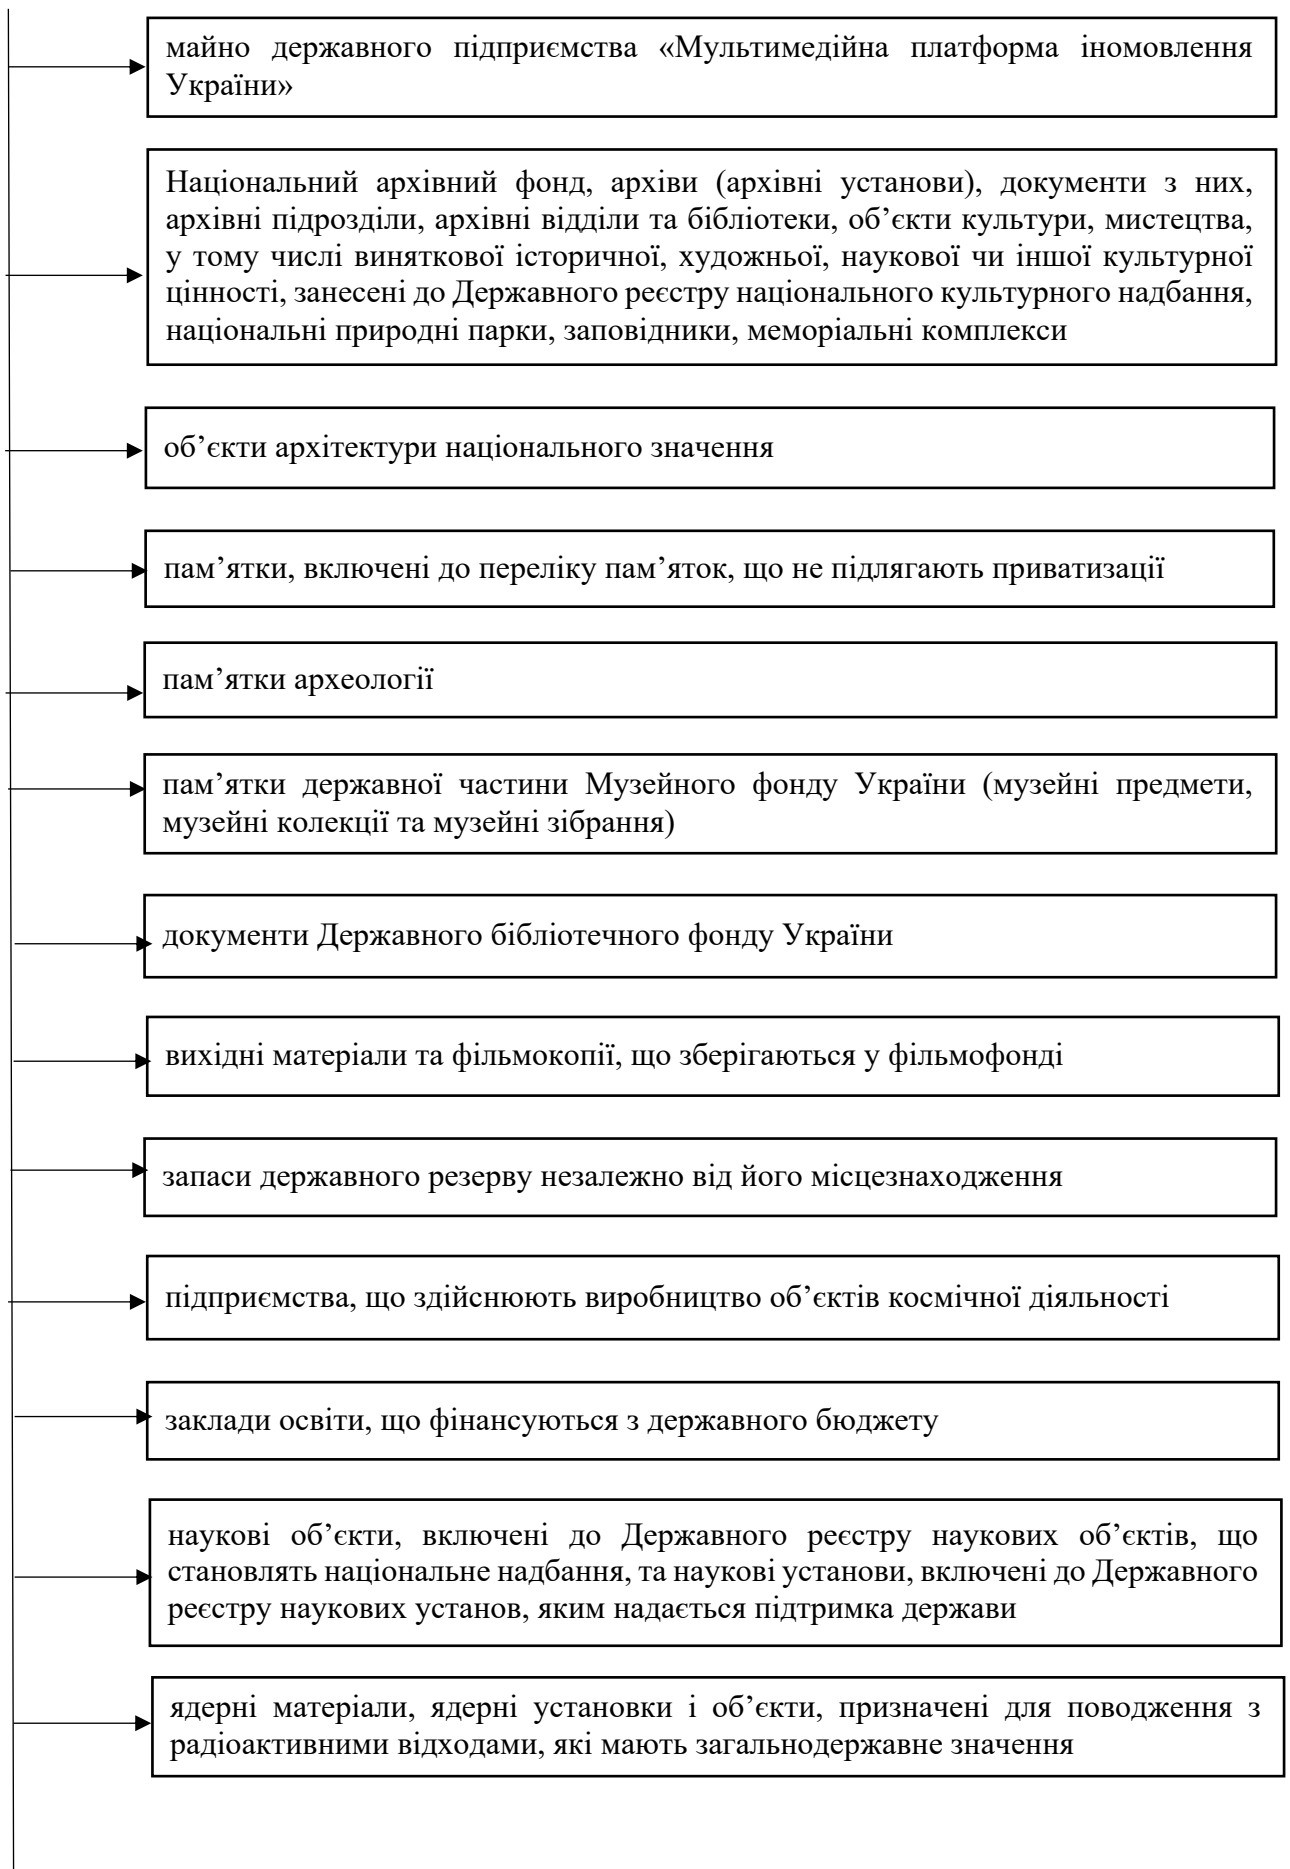 майно державного підприємства «Мультимедійна платформа іномовлення
України»
Національний архівний фонд, архіви (архівні установи), документи з них,
архівні підрозділи, архівні відділи та бібліотеки, об’єкти культури, мистецтва,
у тому числі виняткової історичної, художньої, наукової чи іншої культурної
цінності, занесені до Державного реєстру національного культурного надбання,
національні природні парки, заповідники, меморіальні комплекси
об’єкти архітектури національного значення
пам’ятки, включені до переліку пам’яток, що не підлягають приватизації
пам’ятки археології
пам’ятки державної частини Музейного фонду України (музейні предмети,
музейні колекції та музейні зібрання)
документи Державного бібліотечного фонду України
вихідні матеріали та фільмокопії, що зберігаються у фільмофонді
запаси державного резерву незалежно від його місцезнаходження
підприємства, що здійснюють виробництво об’єктів космічної діяльності
заклади освіти, що фінансуються з державного бюджету
наукові об’єкти, включені до Державного реєстру наукових об’єктів, що
становлять національне надбання, та наукові установи, включені до Державного
реєстру наукових установ, яким надається підтримка держави
ядерні матеріали, ядерні установки і об’єкти, призначені для поводження з
радіоактивними відходами, які мають загальнодержавне значення